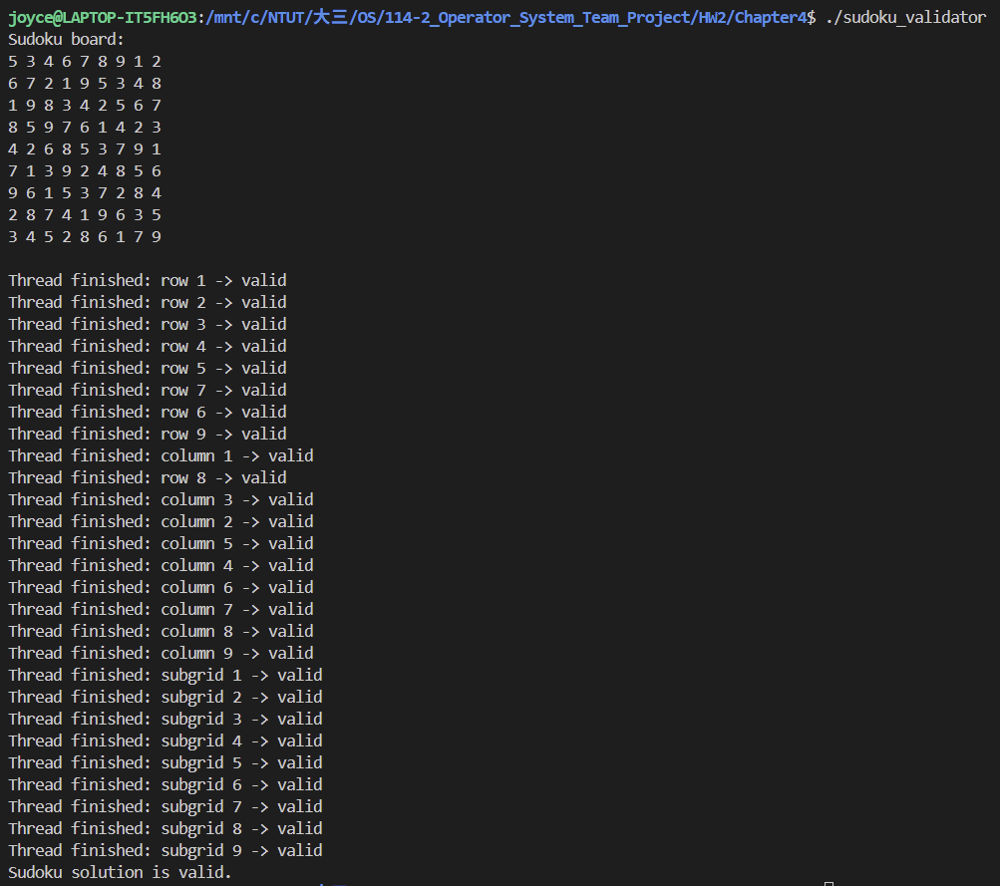 joyce@LAPTOP-IT5FH6O3:/mnt/c/NTUT/大三/OS/114-2_Operator_System_Team_Project/HW2/Chapter4$ ./sudoku_validator
Sudoku board:
5 3 4 6 7 8 9 1 2
6 7 2 1 9 5 3 4 8
1 9 8 3 4 2 5 6 7
8 5 9 7 6 1 4 2 3
4 2 6 8 5 3 7 9 1
7 1 3 9 2 4 8 5 6
9 6 1 5 3 7 2 8 4
2 8 7 4 1 9 6 3 5
3 4 5 2 8 6 1 7 9
Thread finished: row 1 -> valid
Thread finished: row 2 -> valid
Thread finished: row 3 -> valid
Thread finished: row 4 -> valid
Thread finished: row 5 -> valid
Thread finished: row 7 -> valid
Thread finished: row 6 -> valid
Thread finished: row 9 -> valid
Thread finished: column 1 -> valid
Thread finished: row 8 -> valid
Thread finished: column 3 -> valid
Thread finished: column 2 -> valid
Thread finished: column 5 -> valid
Thread finished: column 4 -> valid
Thread finished: column 6 -> valid
Thread finished: column 7 -> valid
Thread finished: column 8 -> valid
Thread finished: column 9 -> valid
Thread finished: subgrid 1 -> valid
Thread finished: subgrid 2 -> valid
Thread finished: subgrid 3 -> valid
Thread finished: subgrid 4 -> valid
Thread finished: subgrid 5 -> valid
Thread finished: subgrid 6 -> valid
Thread finished: subgrid 7 -> valid
Thread finished: subgrid 8 -> valid
Thread finished: subgrid 9 -> valid
Sudoku solution is valid.